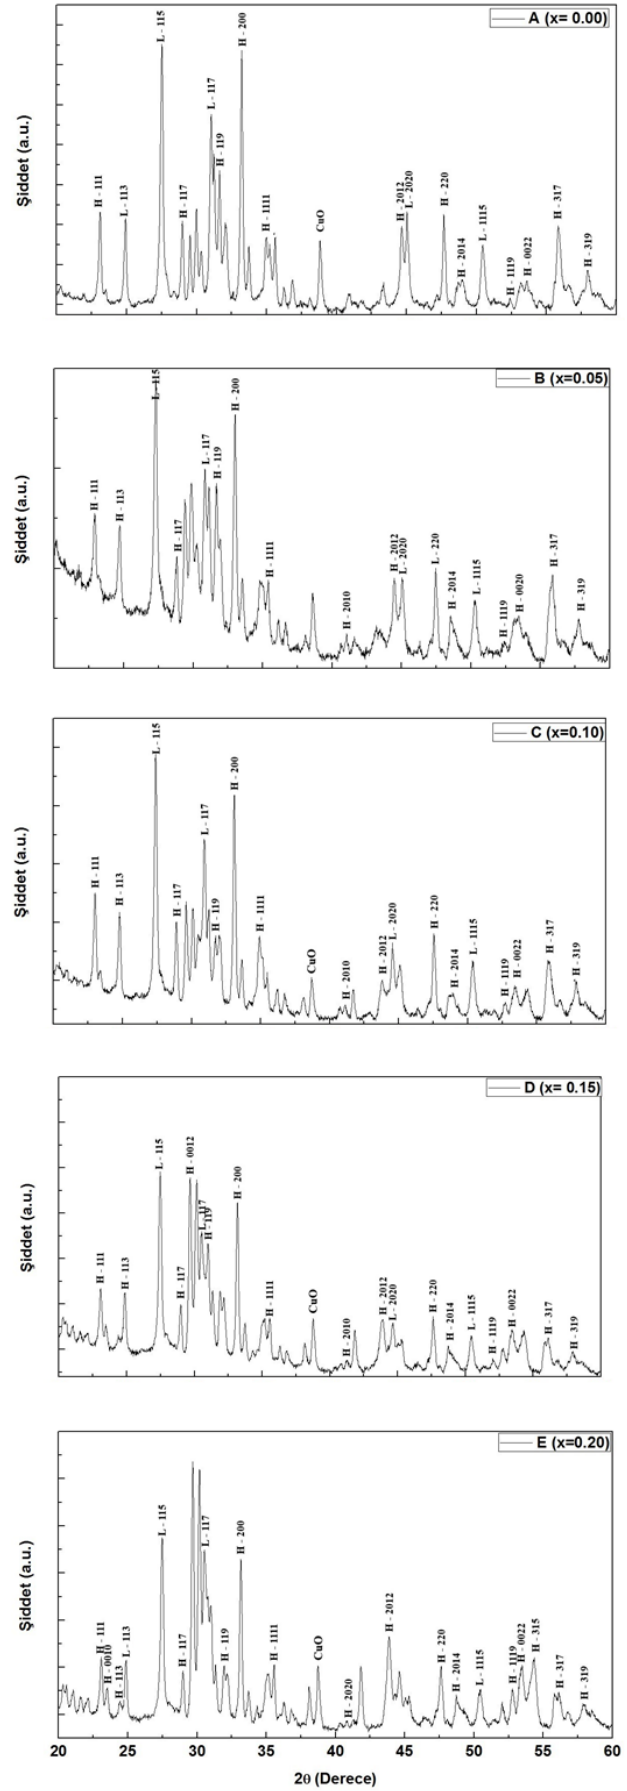 A (x= 0.00)
Şiddet (a.u.)
H - 111
L - 113
L - 115
H - 117
L - 117
H - 119
H - 200
H - 1111
CuO
H - 2012
L - 2020
H - 220
H - 2014
L - 1115
H - 1119
H - 0022
H - 317
H - 319
B (x=0.05)
Şiddet (a.u.)
H - 111
H - 113
L - 115
H - 117
L - 117
H - 119
H - 200
H - 1111
H - 2010
H - 2012
L - 2020
L - 220
H - 2014
L - 1115
H - 1119
H - 0020
H - 317
H - 319
C (x=0.10)
Şiddet (a.u.)
H - 111
H - 113
L - 115
H - 117
L - 117
H - 119
H - 200
H - 1111
CuO
H - 2010
H - 2012
L - 2020
H - 220
H - 2014
L - 1115
H - 1119
H - 0022
H - 317
H - 319
D (x= 0.15)
Şiddet (a.u.)
H - 111
H - 113
L - 115
H - 117
H - 0012
L - 117
H - 119
H - 200
H - 1111
CuO
H - 2010
H - 2012
L - 2020
H - 220
H - 2014
L - 1115
H - 1119
H - 0022
H - 317
H - 319
E (x=0.20)
Şiddet (a.u.)
H - 111
H - 0010
H - 113
L - 113
L - 115
H - 117
L - 117
H - 119
H - 200
H - 1111
CuO
H - 2020
H - 2012
H - 220
H - 2014
L - 1115
H - 1119
H - 0022
H - 315
H - 317
H - 319
20 25 30 35 40 45 50 55 60
2θ (Derece)